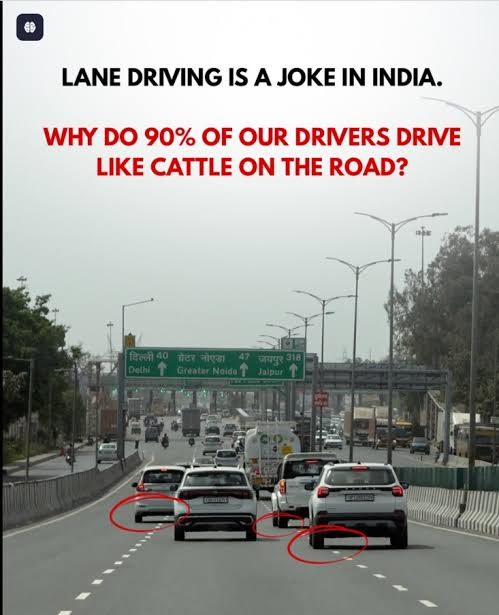 LANE DRIVING IS A JOKE IN INDIA.
WHY DO 90% OF OUR DRIVERS DRIVE
LIKE CATTLE ON THE ROAD?
दिल्ली 40 ग्रेटर नोएडा 47 जयपुर 318
Delhi Greater Noida Jaipur